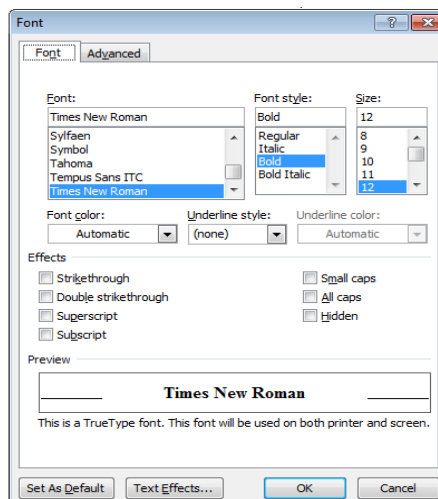 Font
Font Advanced
Font: Font style: Size:
Times New Roman Bold 12
Sylfaen Regular 8
Symbol Italic 9
Tahoma Bold 10
Tempus Sans ITC Bold Italic 11
Times New Roman 12
Font color: Underline style: Underline color:
Automatic (none) Automatic
Effects
Strikethrough Small caps
Double strikethrough All caps
Superscript Hidden
Subscript
Preview
Times New Roman
This is a TrueType font. This font will be used on both printer and screen.
Set As Default Text Effects... OK Cancel